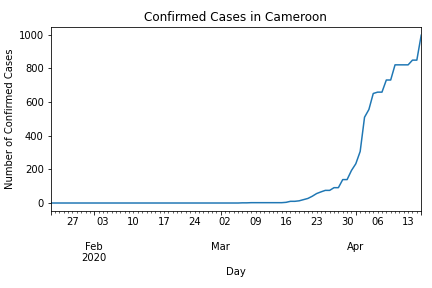 Confirmed Cases in Cameroon
Number of Confirmed Cases
1000
800
600
400
200
0
27 03 10 17 24 02 09 16 23 30 06 13
Feb Mar Apr
2020
Day